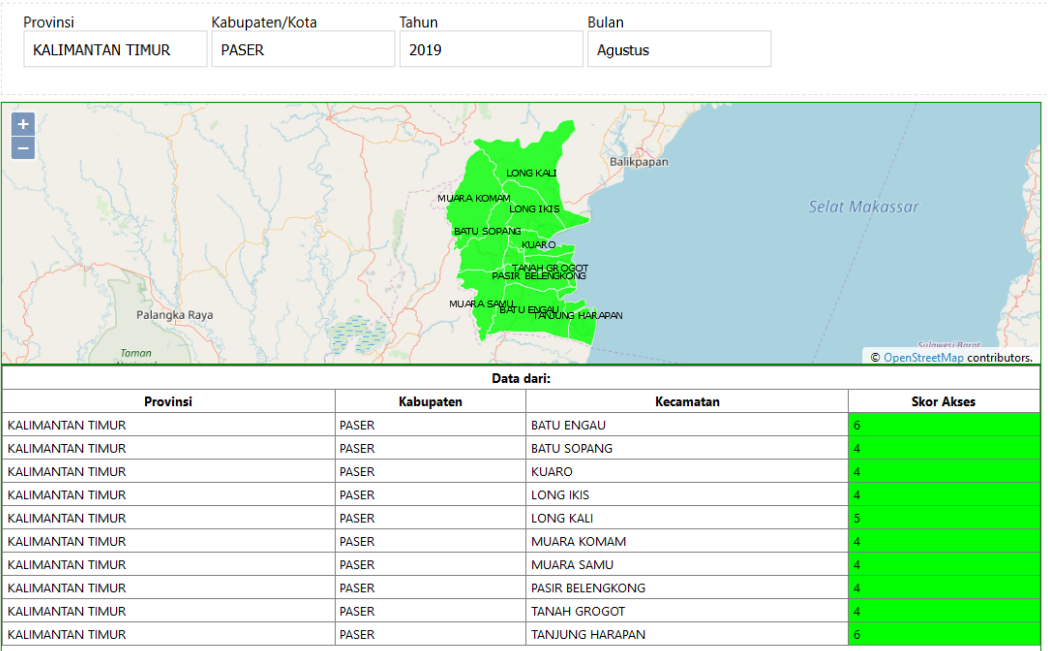 Provinsi Kabupaten/Kota Tahun Bulan
KALIMANTAN TIMUR PASER 2019 Agustus
+
−
Balikpapan
LONG KALI
MUARA KOMAM
LONG IKIS
Selat Makassar
BATU SOPANG
KUARO
TANAH GROGOT
PASIR BELENGKONG
MUARA SAMU
BATU ENGAU
TANJUNG HARAPAN
Palangka Raya
Taman
Sulawesi Barat
© OpenStreetMap contributors.
Data dari:
Provinsi Kabupaten Kecamatan Skor Akses
KALIMANTAN TIMUR PASER BATU ENGAU 6
KALIMANTAN TIMUR PASER BATU SOPANG 4
KALIMANTAN TIMUR PASER KUARO 4
KALIMANTAN TIMUR PASER LONG IKIS 4
KALIMANTAN TIMUR PASER LONG KALI 5
KALIMANTAN TIMUR PASER MUARA KOMAM 4
KALIMANTAN TIMUR PASER MUARA SAMU 4
KALIMANTAN TIMUR PASER PASIR BELENGKONG 4
KALIMANTAN TIMUR PASER TANAH GROGOT 4
KALIMANTAN TIMUR PASER TANJUNG HARAPAN 6